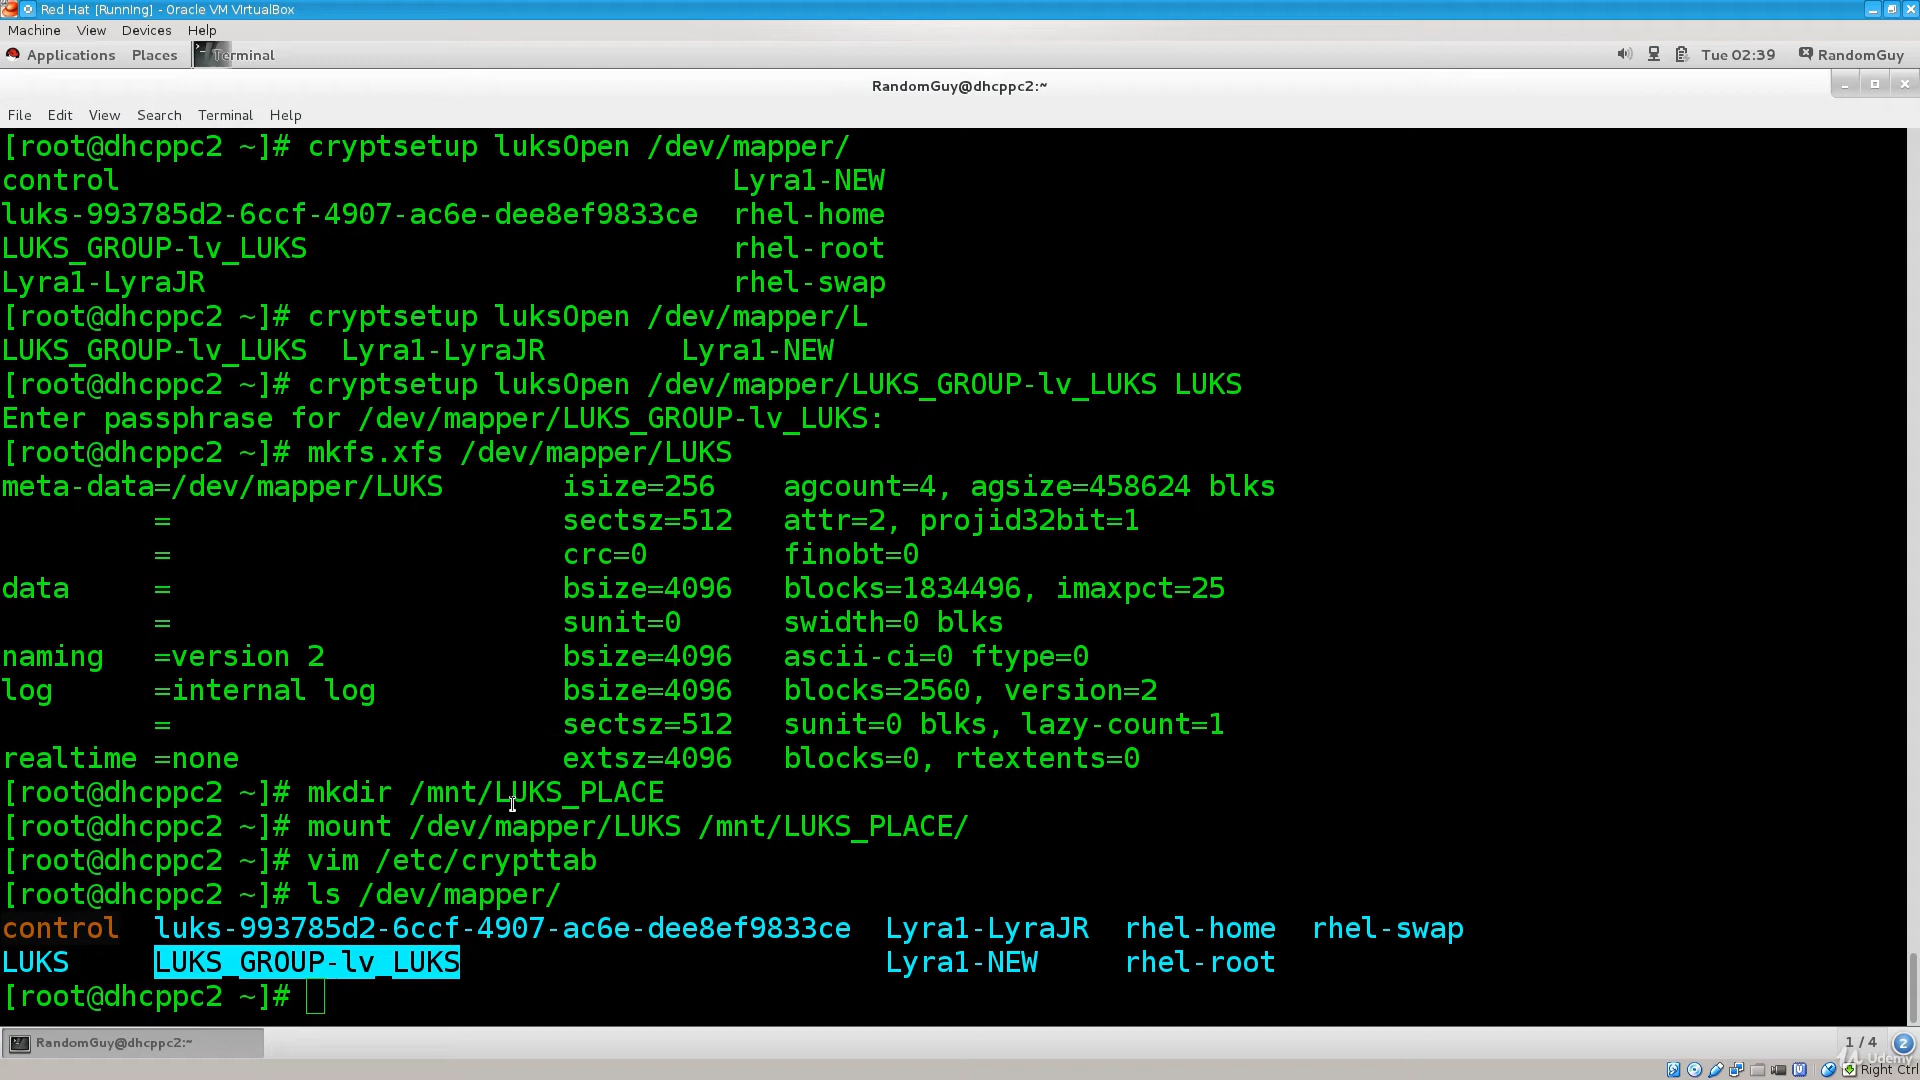 Red Hat [Running] - Oracle VM VirtualBox
Machine View Devices Help
Applications Places Terminal Tue 02:39 RandomGuy
RandomGuy@dhcppc2:~
File Edit View Search Terminal Help
[root@dhcppc2 ~]# cryptsetup luksOpen /dev/mapper/
control Lyra1-NEW
luks-993785d2-6ccf-4907-ac6e-dee8ef9833ce rhel-home
LUKS_GROUP-lv_LUKS rhel-root
Lyra1-LyraJR rhel-swap
[root@dhcppc2 ~]# cryptsetup luksOpen /dev/mapper/L
LUKS_GROUP-lv_LUKS Lyra1-LyraJR Lyra1-NEW
[root@dhcppc2 ~]# cryptsetup luksOpen /dev/mapper/LUKS_GROUP-lv_LUKS LUKS
Enter passphrase for /dev/mapper/LUKS_GROUP-lv_LUKS:
[root@dhcppc2 ~]# mkfs.xfs /dev/mapper/LUKS
meta-data=/dev/mapper/LUKS isize=256 agcount=4, agsize=458624 blks
= sectsz=512 attr=2, projid32bit=1
= crc=0 finobt=0
data = bsize=4096 blocks=1834496, imaxpct=25
= sunit=0 swidth=0 blks
naming =version 2 bsize=4096 ascii-ci=0 ftype=0
log =internal log bsize=4096 blocks=2560, version=2
= sectsz=512 sunit=0 blks, lazy-count=1
realtime =none extsz=4096 blocks=0, rtextents=0
[root@dhcppc2 ~]# mkdir /mnt/LUKS_PLACE
[root@dhcppc2 ~]# mount /dev/mapper/LUKS /mnt/LUKS_PLACE/
[root@dhcppc2 ~]# vim /etc/crypttab
[root@dhcppc2 ~]# ls /dev/mapper/
control luks-993785d2-6ccf-4907-ac6e-dee8ef9833ce Lyra1-LyraJR rhel-home rhel-swap
LUKS LUKS_GROUP-lv_LUKS Lyra1-NEW rhel-root
[root@dhcppc2 ~]#
RandomGuy@dhcppc2:~ 1 / 4 2
Udemy
Right Ctrl